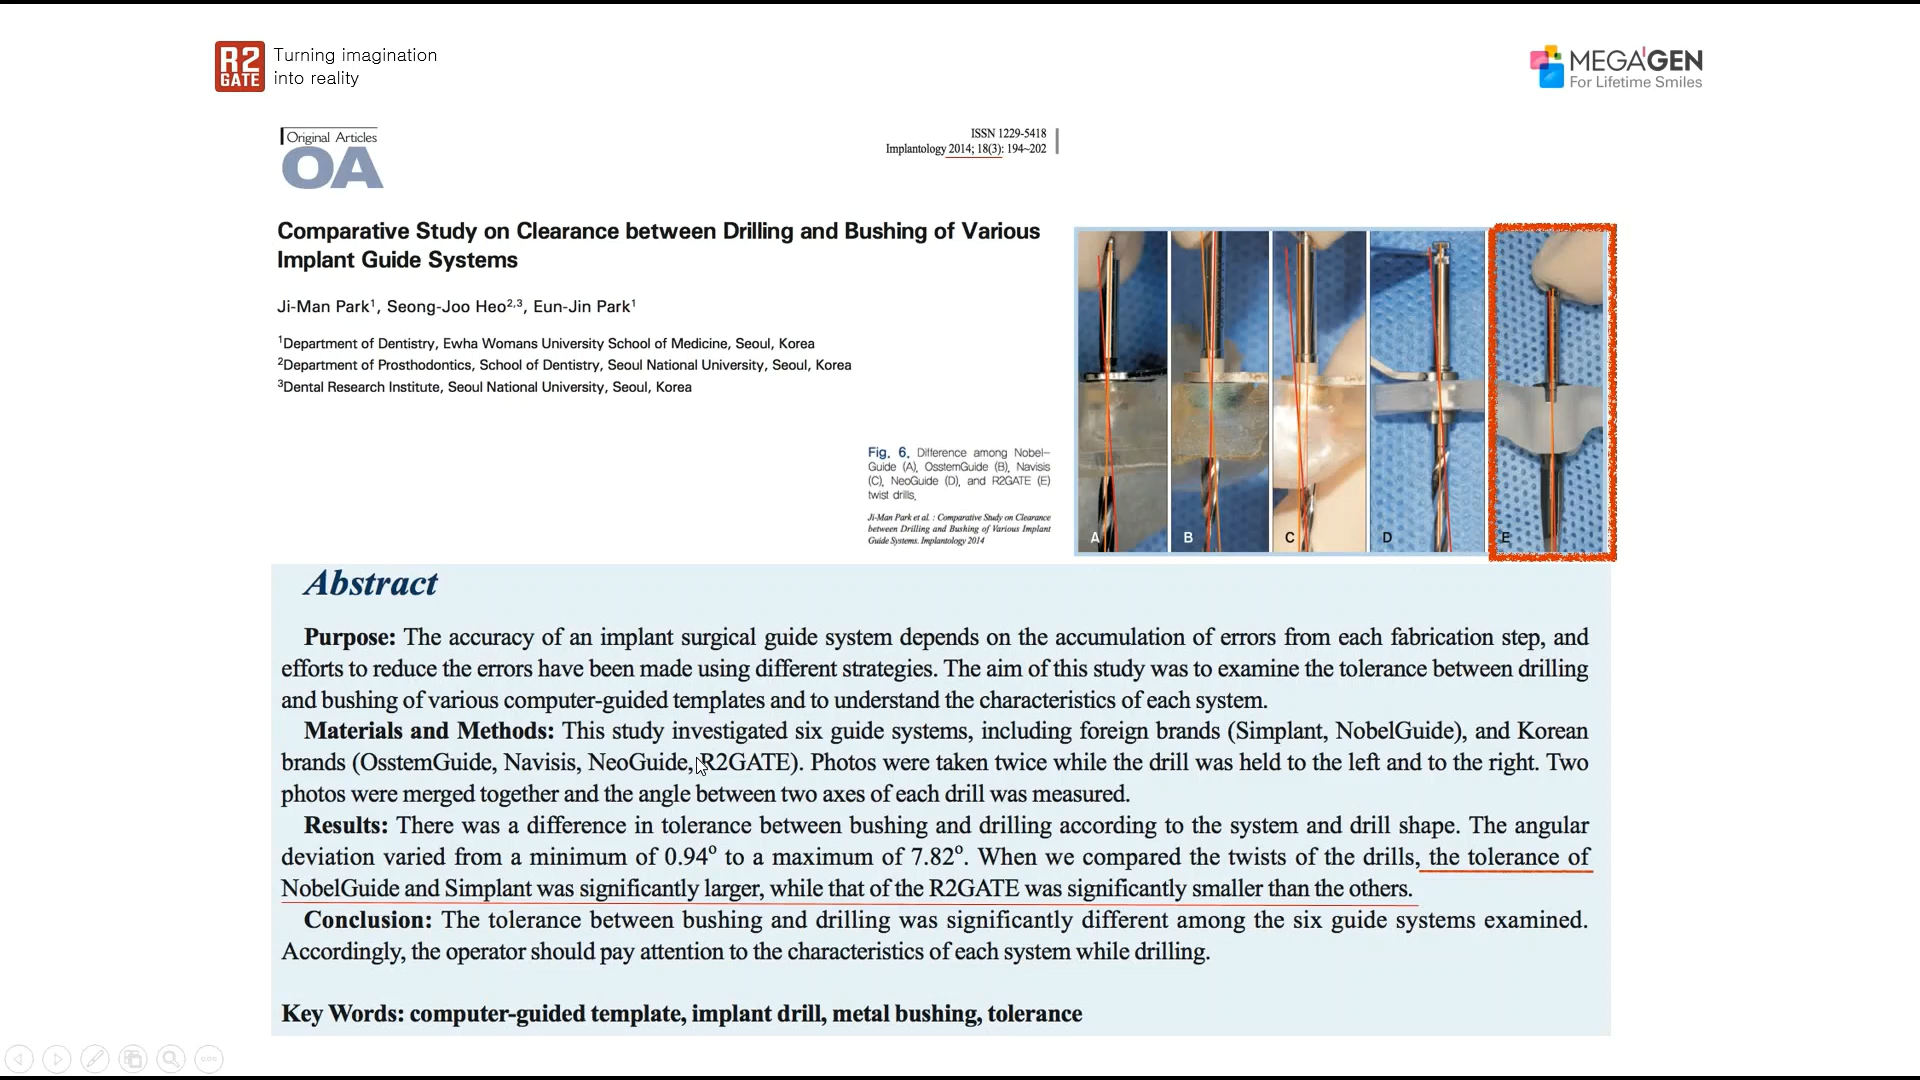 R2
GATE
Turning imagination
into reality
MEGA'GEN
For Lifetime Smiles
Original Articles
OA
ISSN 1229-5418
Implantology 2014; 18(3): 194~202
Comparative Study on Clearance between Drilling and Bushing of Various
Implant Guide Systems
Ji-Man Park1, Seong-Joo Heo2,3, Eun-Jin Park1
1Department of Dentistry, Ewha Womans University School of Medicine, Seoul, Korea
2Department of Prosthodontics, School of Dentistry, Seoul National University, Seoul, Korea
3Dental Research Institute, Seoul National University, Seoul, Korea
Fig. 6. Difference among Nobel-
Guide (A), OsstemGuide (B), Navisis
(C), NeoGuide (D), and R2GATE (E)
twist drills.
Ji-Man Park et al. : Comparative Study on Clearance
between Drilling and Bushing of Various Implant
Guide Systems. Implantology 2014
A B C D E
Abstract
Purpose: The accuracy of an implant surgical guide system depends on the accumulation of errors from each fabrication step, and
efforts to reduce the errors have been made using different strategies. The aim of this study was to examine the tolerance between drilling
and bushing of various computer-guided templates and to understand the characteristics of each system.
Materials and Methods: This study investigated six guide systems, including foreign brands (Simplant, NobelGuide), and Korean
brands (OsstemGuide, Navisis, NeoGuide, R2GATE). Photos were taken twice while the drill was held to the left and to the right. Two
photos were merged together and the angle between two axes of each drill was measured.
Results: There was a difference in tolerance between bushing and drilling according to the system and drill shape. The angular
deviation varied from a minimum of 0.94° to a maximum of 7.82°. When we compared the twists of the drills, the tolerance of
NobelGuide and Simplant was significantly larger, while that of the R2GATE was significantly smaller than the others.
Conclusion: The tolerance between bushing and drilling was significantly different among the six guide systems examined.
Accordingly, the operator should pay attention to the characteristics of each system while drilling.
Key Words: computer-guided template, implant drill, metal bushing, tolerance